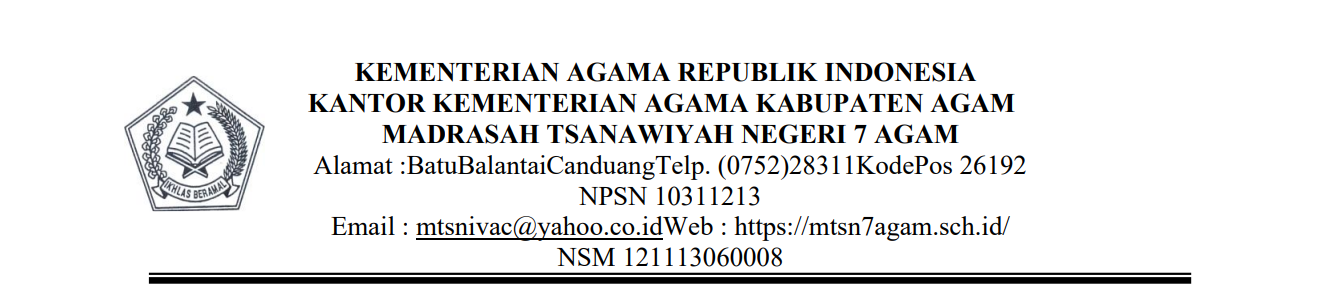 KEMENTERIAN AGAMA REPUBLIK INDONESIA
KANTOR KEMENTERIAN AGAMA KABUPATEN AGAM
MADRASAH TSANAWIYAH NEGERI 7 AGAM
Alamat :BatuBalantaiCanduangTelp. (0752)28311KodePos 26192
NPSN 10311213
Email : mtsnivac@yahoo.co.idWeb : https://mtsn7agam.sch.id/
NSM 121113060008
IKHLAS BERAMAL